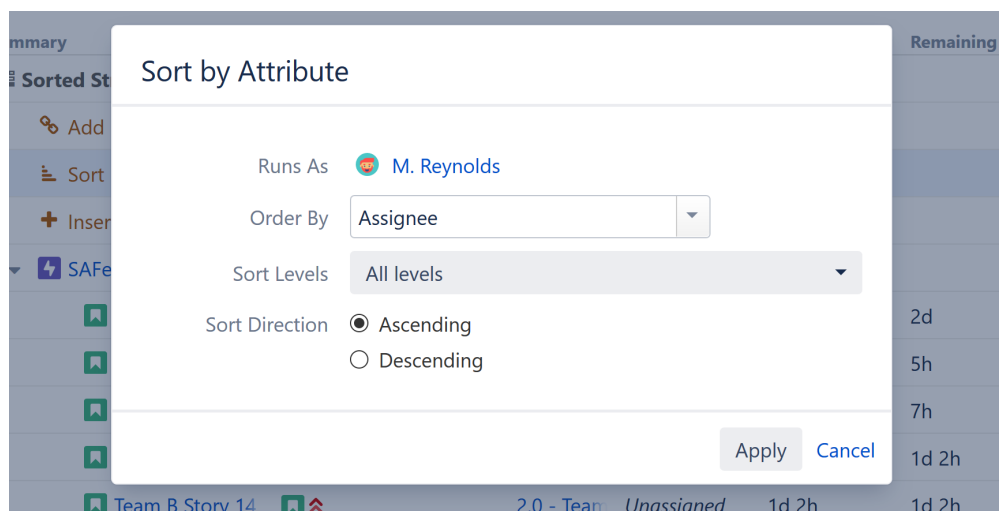 mmary
Remaining
Sorted St
Sort by Attribute
Add
Runs As M. Reynolds
Sort
Order By Assignee
Inser
SAFe
Sort Levels All levels
Sort Direction Ascending
2d
Descending
5h
7h
Apply Cancel
1d 2h
Team B Story 14 2.0 - Team Unassigned 1d 2h 1d 2h